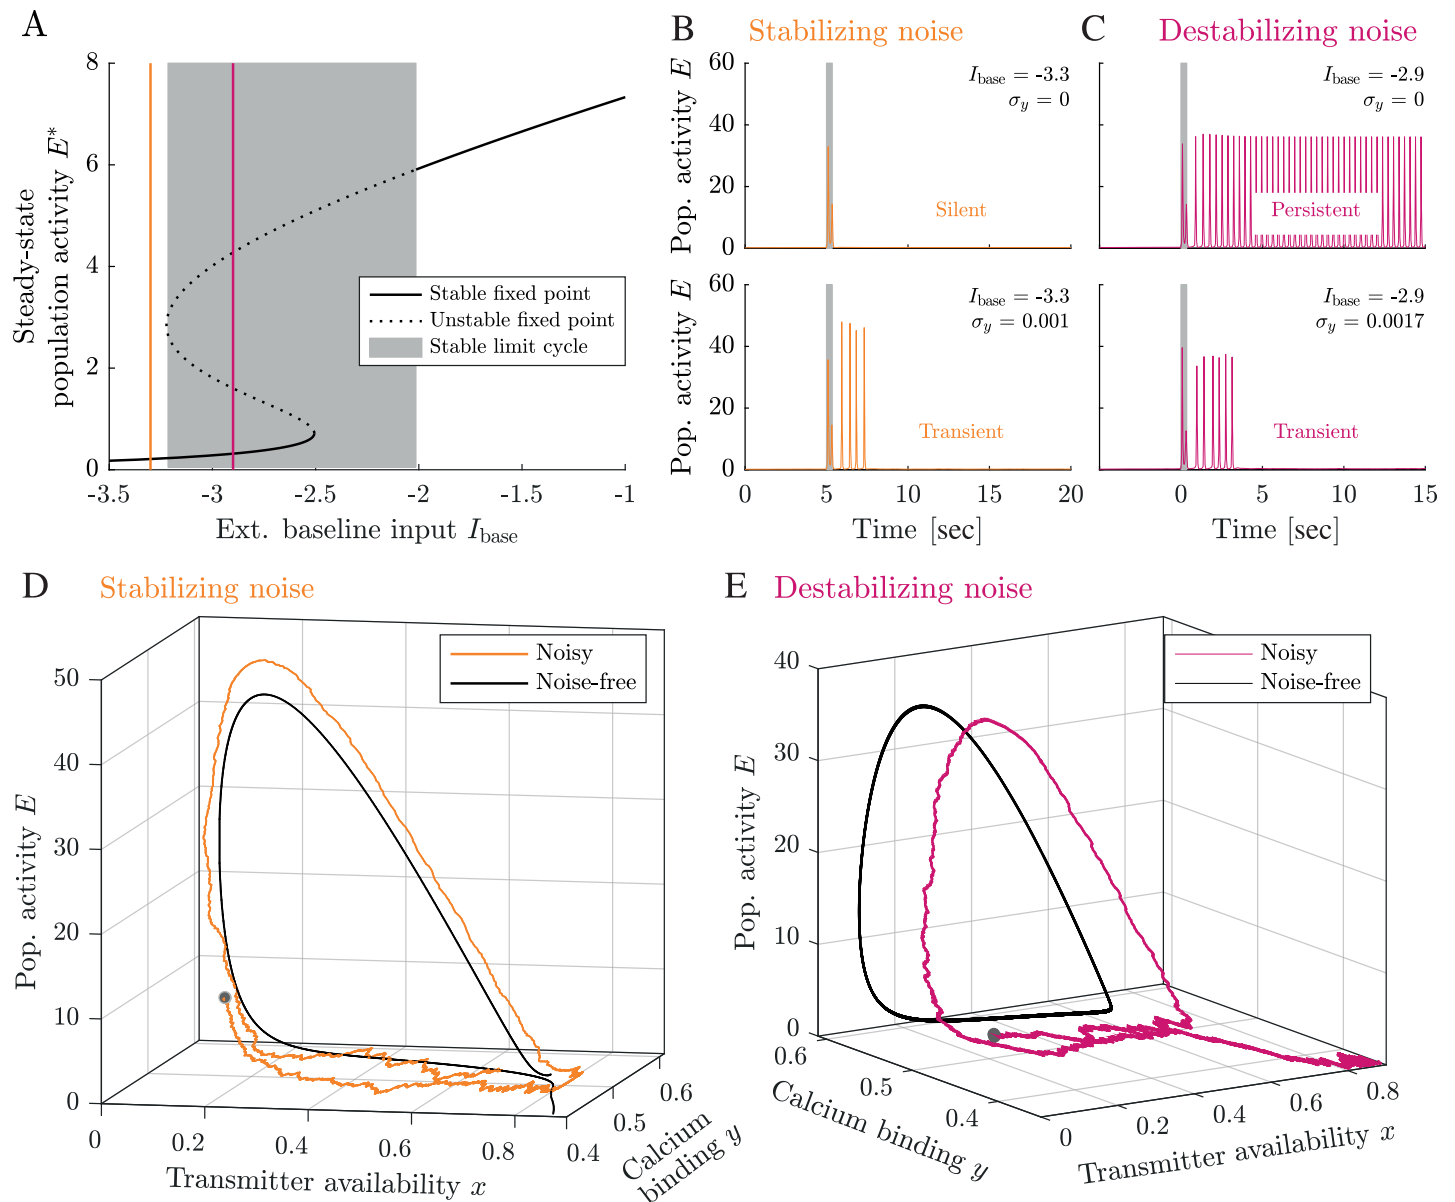 A
8
6
4
2
0
Steady-state
population activity E*
Stable fixed point
Unstable fixed point
Stable limit cycle
-3.5
-3
-2.5
-2
-1.5
-1
Ext. baseline input I_base
B Stabilizing noise
60
40
20
0
Pop. activity E
I_base = -3.3
σ_y = 0
Silent
60
40
20
0
Pop. activity E
I_base = -3.3
σ_y = 0.001
Transient
0
5
10
15
20
Time [sec]
C Destabilizing noise
I_base = -2.9
σ_y = 0
Persistent
I_base = -2.9
σ_y = 0.0017
Transient
0
5
10
15
Time [sec]
D Stabilizing noise
Noisy
Noise-free
50
40
30
20
10
0
Pop. activity E
0
0.2
0.4
0.6
0.8
Transmitter availability x
0.4
0.5
0.6
Calcium
binding y
E Destabilizing noise
Noisy
Noise-free
40
30
20
10
0
Pop. activity E
0.6
0.5
0.4
Calcium binding y
0
0.2
0.4
0.6
0.8
Transmitter availability x